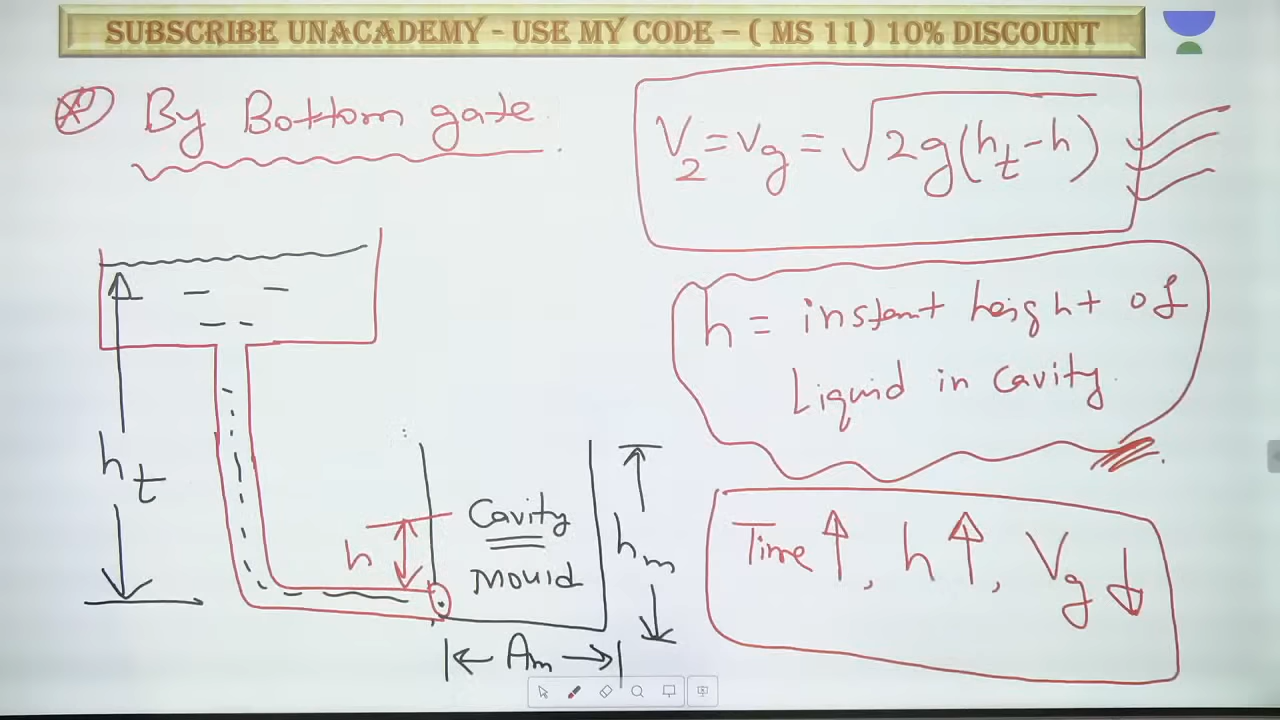 SUBSCRIBE UNACADEMY - USE MY CODE - ( MS 11) 10% DISCOUNT
By Bottom gate.
V₂ = Vg = √2g(hₜ-h)
h = instant height of
Liquid in cavity.
hₜ
h
Cavity
Mould
hₘ
Aₘ
Time ↑, h ↑, Vg ↓